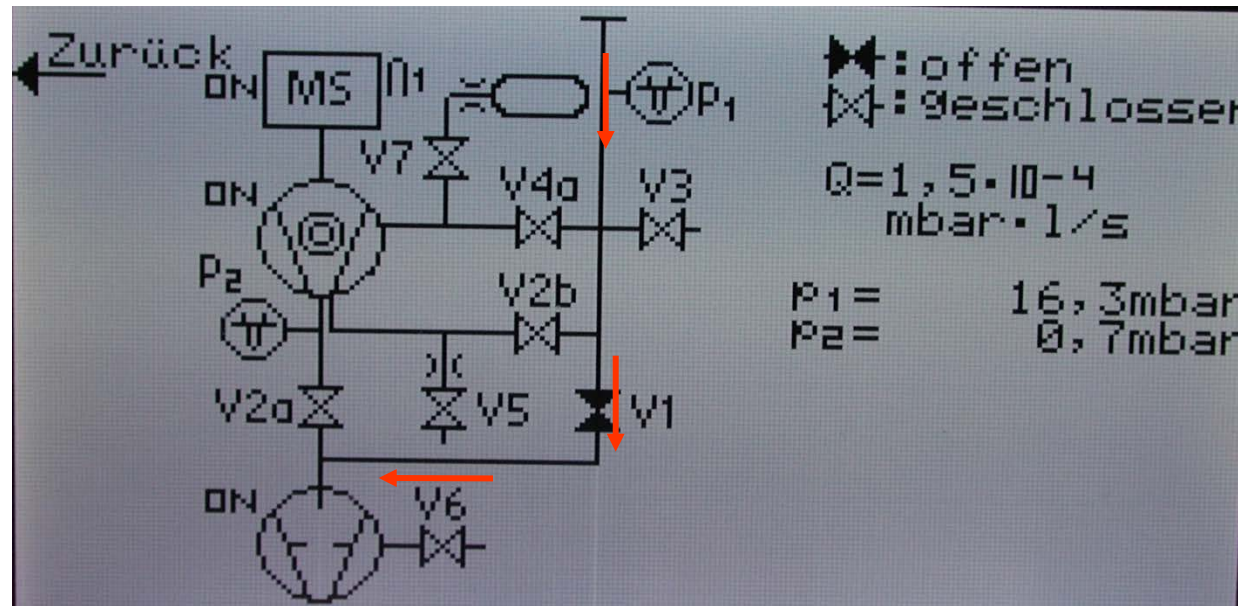 Zurück
ON
MS
Π1
P1
: offen
: geschlossen
V7
ON
V4a
V3
Q=1,5·10-4
mbar·l/s
P2
V2b
p1= 16,3mbar
p2= 0,7mbar
V2a
V5
V1
ON
V6